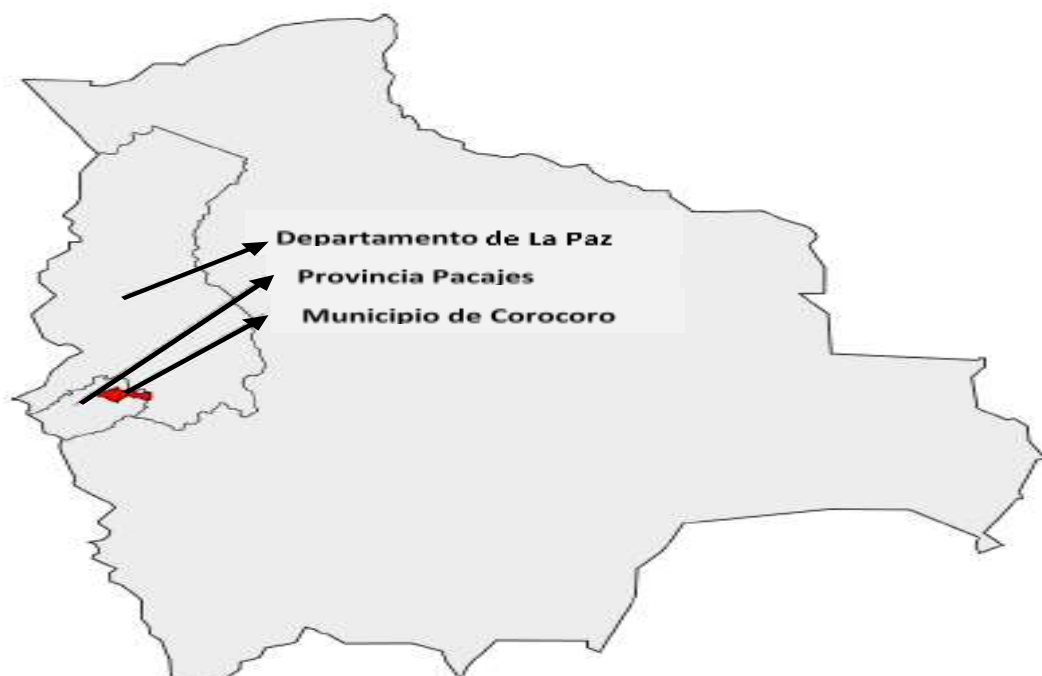 Departamento de La Paz
Provincia Pacajes
Municipio de Corocoro